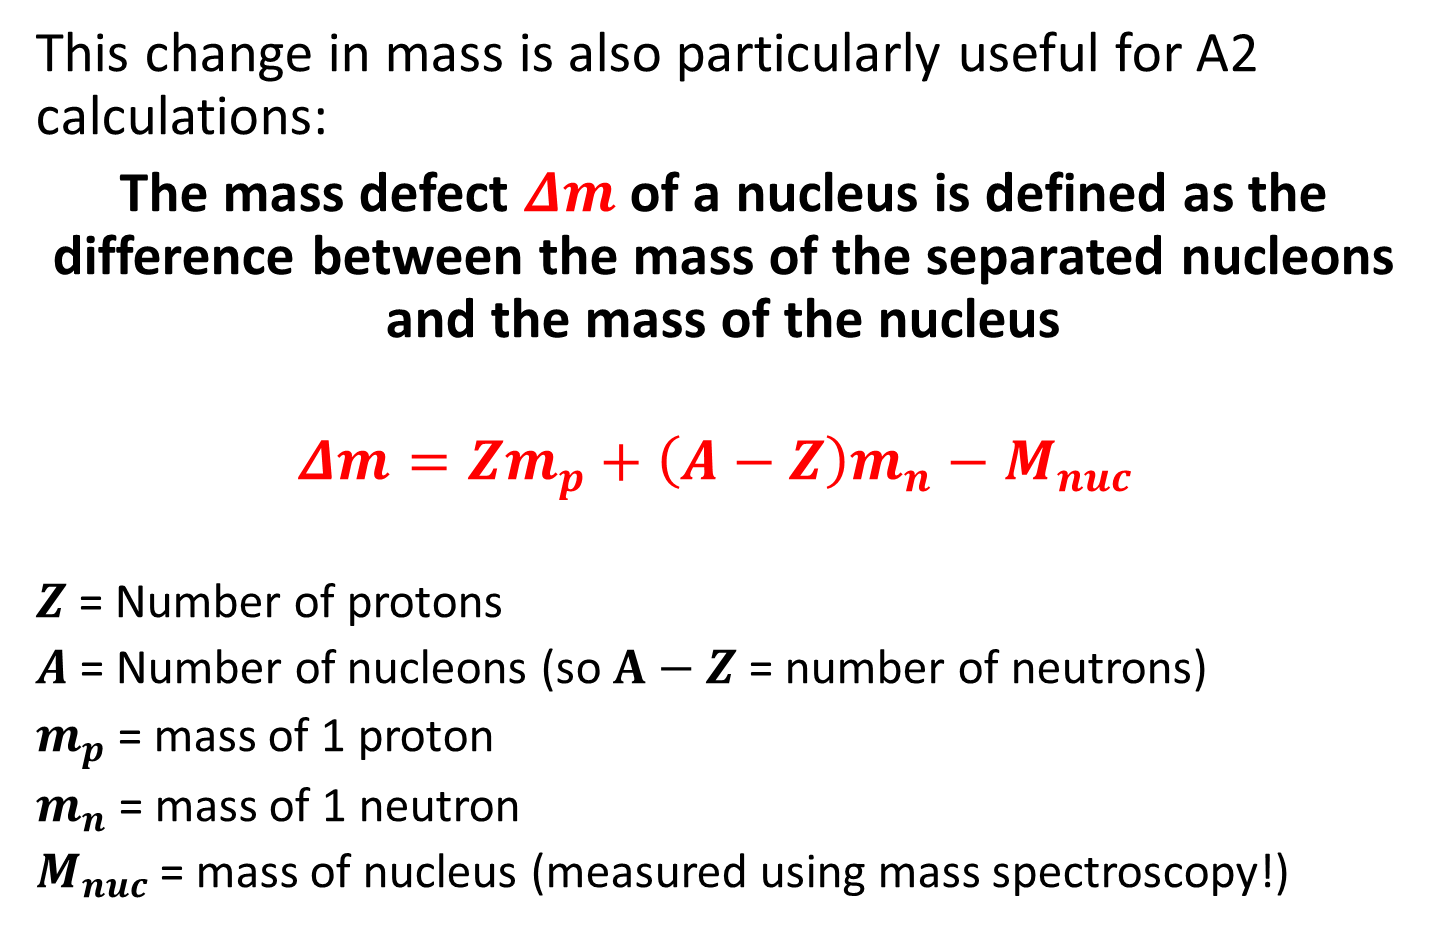 This change in mass is also particularly useful for A2
calculations:
The mass defect Δm of a nucleus is defined as the
difference between the mass of the separated nucleons
and the mass of the nucleus
Δm = Zm_p + (A − Z)m_n − M_nuc
Z = Number of protons
A = Number of nucleons (so A − Z = number of neutrons)
m_p = mass of 1 proton
m_n = mass of 1 neutron
M_nuc = mass of nucleus (measured using mass spectroscopy!)